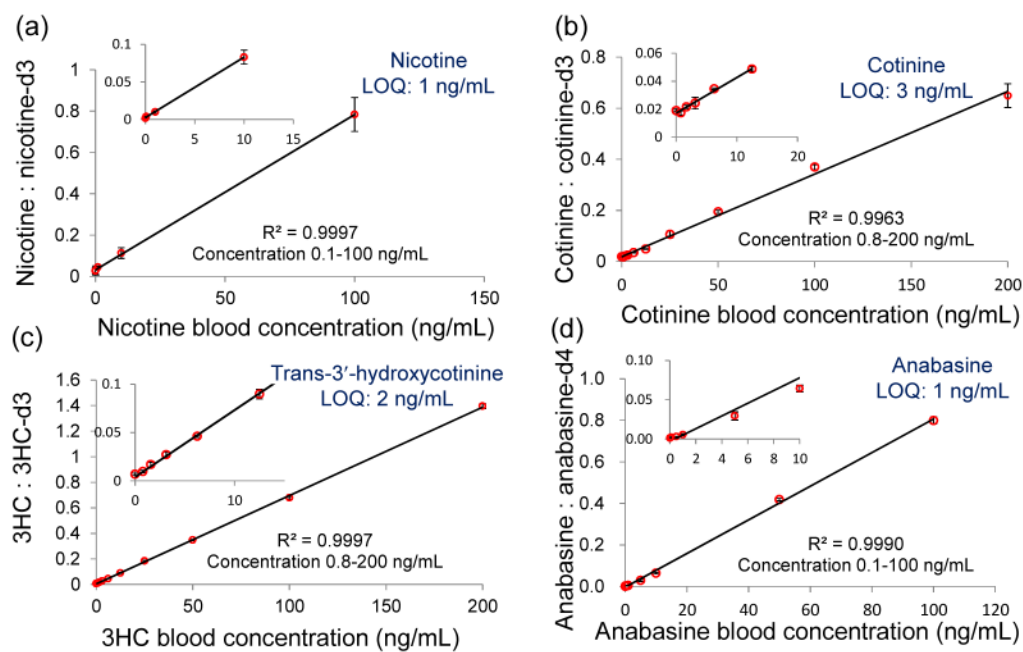 (a)
Nicotine
LOQ: 1 ng/mL
Nicotine : nicotine-d3
1
0.8
0.6
0.4
0.2
0
0.1
0.05
0
0 5 10 15
R² = 0.9997
Concentration 0.1-100 ng/mL
0 50 100 150
Nicotine blood concentration (ng/mL)
(b)
Cotinine
LOQ: 3 ng/mL
Cotinine : cotinine-d3
0.8
0.6
0.4
0.2
0
0.06
0.04
0.02
0.00
0 10 20
R² = 0.9963
Concentration 0.8-200 ng/mL
0 50 100 150 200
Cotinine blood concentration (ng/mL)
(c)
Trans-3′-hydroxycotinine
LOQ: 2 ng/mL
3HC : 3HC-d3
1.6
1.4
1.2
1.0
0.8
0.6
0.4
0.2
0
0.1
0.05
0
0 10
R² = 0.9997
Concentration 0.8-200 ng/mL
0 50 100 150 200
3HC blood concentration (ng/mL)
(d)
Anabasine
LOQ: 1 ng/mL
Anabasine : anabasine-d4
1.0
0.8
0.6
0.4
0.2
0.0
0.10
0.05
0.00
0 2 4 6 8 10
R² = 0.9990
Concentration 0.1-100 ng/mL
0 20 40 60 80 100 120
Anabasine blood concentration (ng/mL)